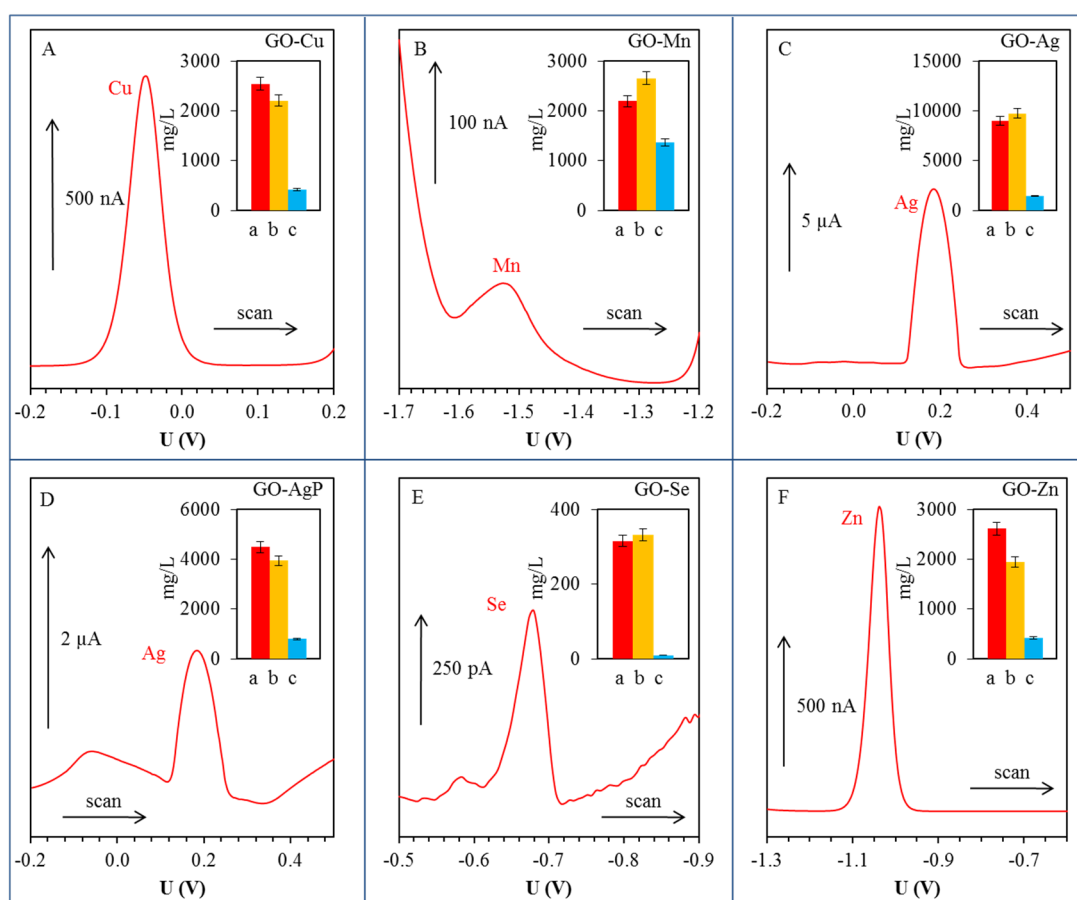 A
GO-Cu
Cu
500 nA
mg/L
3000
2000
1000
0
a b c
scan
-0.2 -0.1 0.0 0.1 0.2
U (V)
B
GO-Mn
100 nA
Mn
mg/L
3000
2000
1000
0
a b c
scan
-1.7 -1.6 -1.5 -1.4 -1.3 -1.2
U (V)
C
GO-Ag
5 µA
Ag
mg/L
15000
10000
5000
0
a b c
scan
-0.2 0.0 0.2 0.4
U (V)
D
GO-AgP
2 µA
Ag
mg/L
6000
4000
2000
0
a b c
scan
-0.2 0.0 0.2 0.4
U (V)
E
GO-Se
250 pA
Se
mg/L
400
200
0
a b c
scan
-0.5 -0.6 -0.7 -0.8 -0.9
U (V)
F
GO-Zn
Zn
500 nA
mg/L
3000
2000
1000
0
a b c
scan
-1.3 -1.1 -0.9 -0.7
U (V)